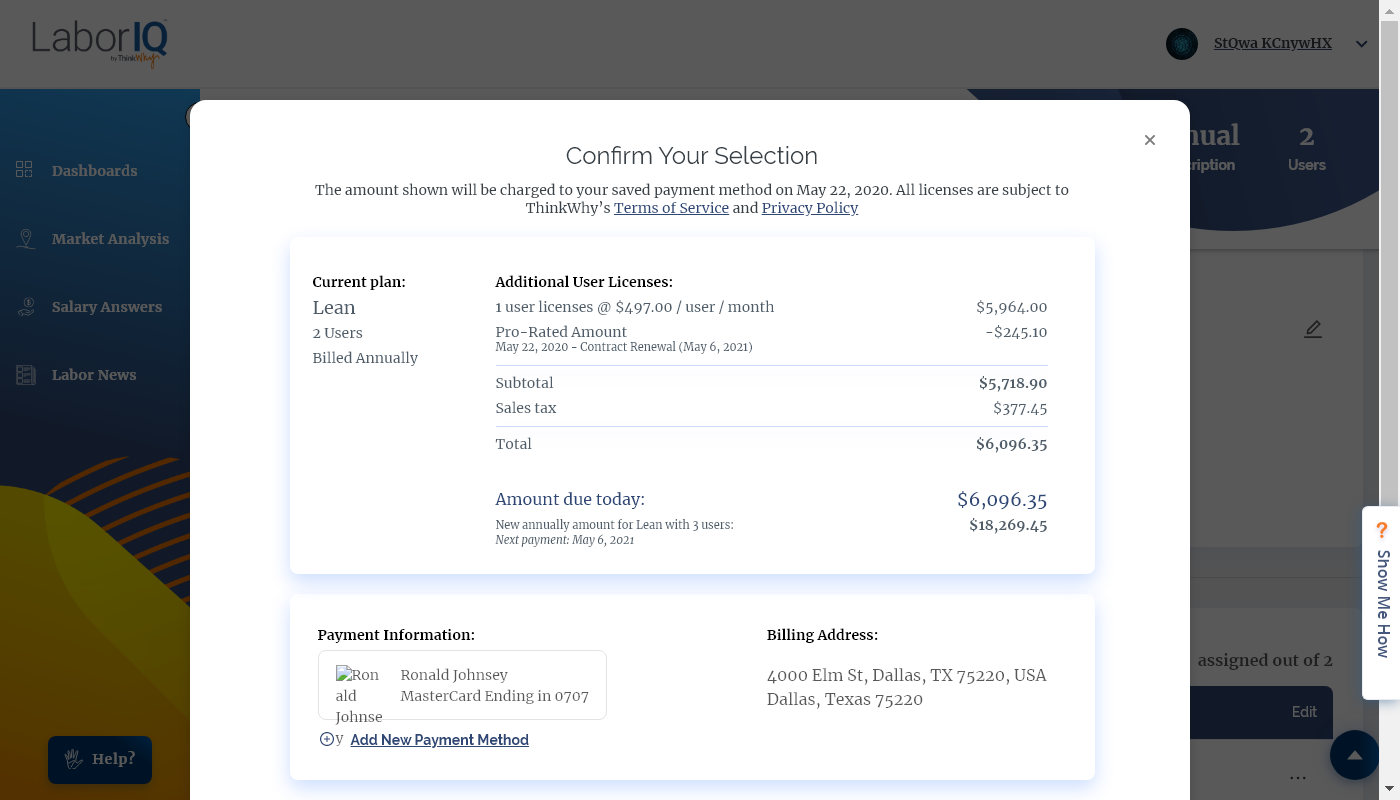 LaborIQ
by ThinkWhy
StQwa KCnywHX
nual
ription
2
Users
Dashboards
Market Analysis
Salary Answers
Labor News
Help?
Confirm Your Selection
The amount shown will be charged to your saved payment method on May 22, 2020. All licenses are subject to
ThinkWhy's Terms of Service and Privacy Policy
Current plan:
Lean
2 Users
Billed Annually
Additional User Licenses:
1 user licenses @ $497.00 / user / month $5,964.00
Pro-Rated Amount -$245.10
May 22, 2020 - Contract Renewal (May 6, 2021)
Subtotal $5,718.90
Sales tax $377.45
Total $6,096.35
Amount due today: $6,096.35
New annually amount for Lean with 3 users: $18,269.45
Next payment: May 6, 2021
Payment Information:
Ron
ald
Johnse
y
Ronald Johnsey
MasterCard Ending in 0707
Add New Payment Method
Billing Address:
4000 Elm St, Dallas, TX 75220, USA
Dallas, Texas 75220
? Show Me How
assigned out of 2
Edit
...